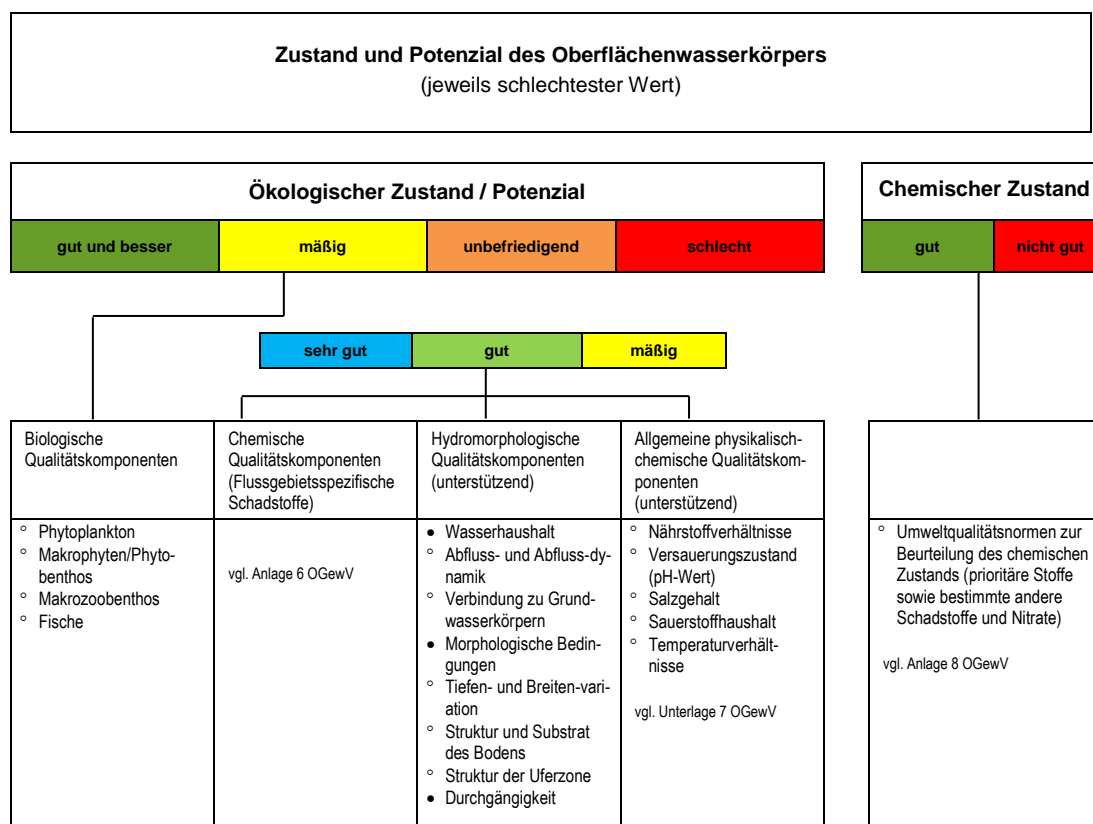 Zustand und Potenzial des Oberflächenwasserkörpers
(jeweils schlechtester Wert)
Ökologischer Zustand / Potenzial
gut und besser
mäßig
unbefriedigend
schlecht
Chemischer Zustand
gut
nicht gut
sehr gut
gut
mäßig
Biologische
Qualitätskomponenten
Chemische
Qualitätskomponenten
(Flussgebietsspezifische
Schadstoffe)
Hydromorphologische
Qualitätskomponenten
(unterstützend)
Allgemeine physikalisch-
chemische Qualitätskom-
ponenten
(unterstützend)
° Phytoplankton
° Makrophyten/Phyto-
benthos
° Makrozoobenthos
° Fische
vgl. Anlage 6 OGewV
• Wasserhaushalt
° Abfluss- und Abfluss-dy-
namik
° Verbindung zu Grund-
wasserkörpern
• Morphologische Bedin-
gungen
° Tiefen- und Breiten-vari-
ation
° Struktur und Substrat
des Bodens
° Struktur der Uferzone
• Durchgängigkeit
° Nährstoffverhältnisse
° Versauerungszustand
(pH-Wert)
° Salzgehalt
° Sauerstoffhaushalt
° Temperaturverhält-
nisse
vgl. Unterlage 7 OGewV
° Umweltqualitätsnormen zur
Beurteilung des chemischen
Zustands (prioritäre Stoffe
sowie bestimmte andere
Schadstoffe und Nitrate)
vgl. Anlage 8 OGewV